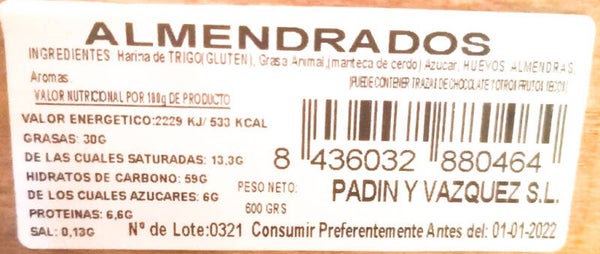 ALMENDRADOS
INGREDIENTES Harina de TRIGO(GLUTEN), Grasa Animal,(manteca de cerdo) Azucar, HUEVOS, ALMENDRAS
Aromas
(PUEDE CONTENER TRAZAS DE CHOCOLATE Y OTROS FRUTOS SECOS)
VALOR NUTRICIONAL POR 100g DE PRODUCTO
VALOR ENERGETICO:2229 KJ/ 533 KCAL
GRASAS: 30G
DE LAS CUALES SATURADAS: 13,3G
HIDRATOS DE CARBONO: 59G
DE LOS CUALES AZUCARES: 6G
PROTEINAS: 6,6G
SAL: 0,13G
8 436032 880464
PESO NETO:
600 GRS
PADIN Y VAZQUEZ S.L.
Nº de Lote:0321 Consumir Preferentemente Antes del: 01-01-2022